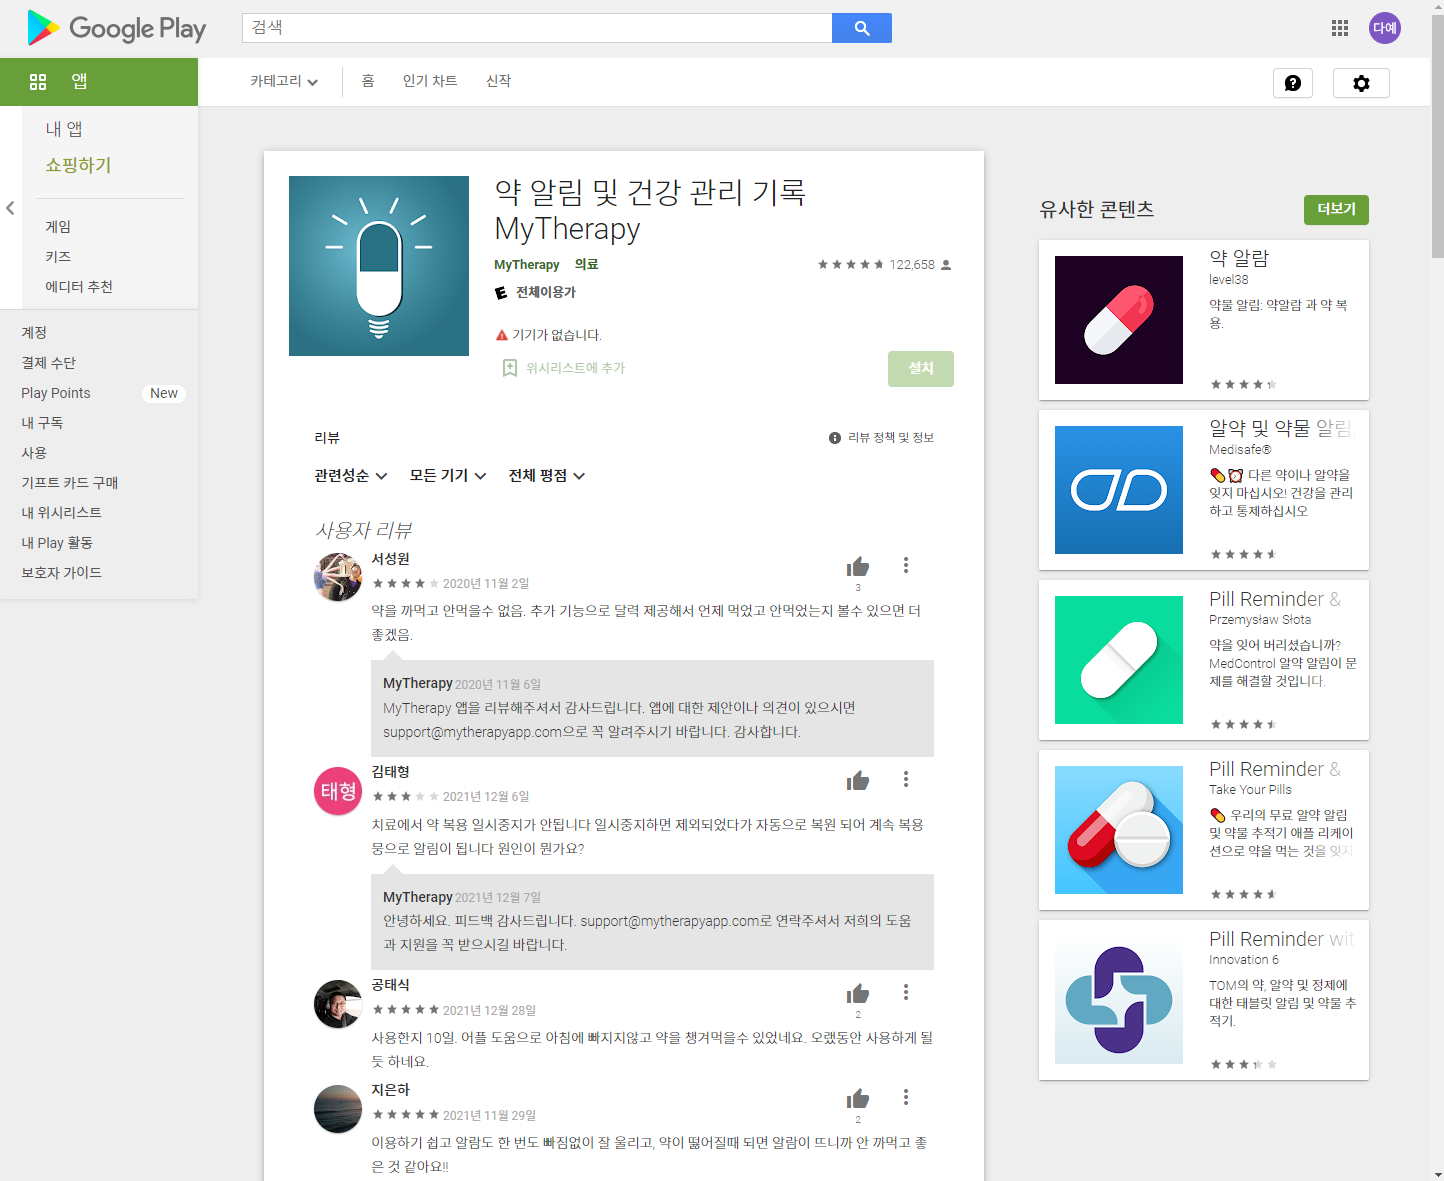 Google Play
검색
다예
앱
카테고리
홈
인기 차트
신작
내 앱
쇼핑하기
게임
키즈
에디터 추천
계정
결제 수단
Play Points
New
내 구독
사용
기프트 카드 구매
내 위시리스트
내 Play 활동
보호자 가이드
약 알림 및 건강 관리 기록
MyTherapy
MyTherapy 의료
122,658
전체이용가
기기가 없습니다.
위시리스트에 추가
설치
리뷰
리뷰 정책 및 정보
관련성순
모든 기기
전체 평점
사용자 리뷰
서성원
2020년 11월 2일
3
약을 까먹고 안먹을수 없음. 추가 기능으로 달력 제공해서 언제 먹었고 안먹었는지 볼수 있으면 더
좋겠음.
MyTherapy 2020년 11월 6일
MyTherapy 앱을 리뷰해주셔서 감사드립니다. 앱에 대한 제안이나 의견이 있으시면
support@mytherapyapp.com으로 꼭 알려주시기 바랍니다. 감사합니다.
태형
김태형
2021년 12월 6일
치료에서 약 복용 일시중지가 안됩니다 일시중지하면 제외되었다가 자동으로 복원 되어 계속 복용
뭉으로 알림이 됩니다 원인이 뭔가요?
MyTherapy 2021년 12월 7일
안녕하세요. 피드백 감사드립니다. support@mytherapyapp.com로 연락주셔서 저희의 도움
과 지원을 꼭 받으시길 바랍니다.
공태식
2021년 12월 28일
2
사용한지 10일. 어플 도움으로 아침에 빠지지않고 약을 챙겨먹을수 있었네요. 오랬동안 사용하게 될
듯 하네요.
지은하
2021년 11월 29일
2
이용하기 쉽고 알람도 한 번도 빠짐없이 잘 울리고, 약이 떯어질때 되면 알람이 뜨니까 안 까먹고 좋
은 것 같아요!!
유사한 콘텐츠
더보기
약 알람
level38
약물 알림: 약알람 과 약 복
용.
알약 및 약물 알림.
Medisafe®
다른 약이나 알약을
잊지 마십시오! 건강을 관리
하고 통제하십시오
Pill Reminder &
Przemysław Słota
약을 잊어 버리셨습니까?
MedControl 알약 알림이 문
제를 해결할 것입니다.
Pill Reminder &
Take Your Pills
우리의 무료 알약 알림
및 약물 추적기 애플 리케이
션으로 약을 먹는 것을 잊지
Pill Reminder wit
Innovation 6
TOM의 약, 알약 및 정제에
대한 태블릿 알림 및 약물 추
적기.